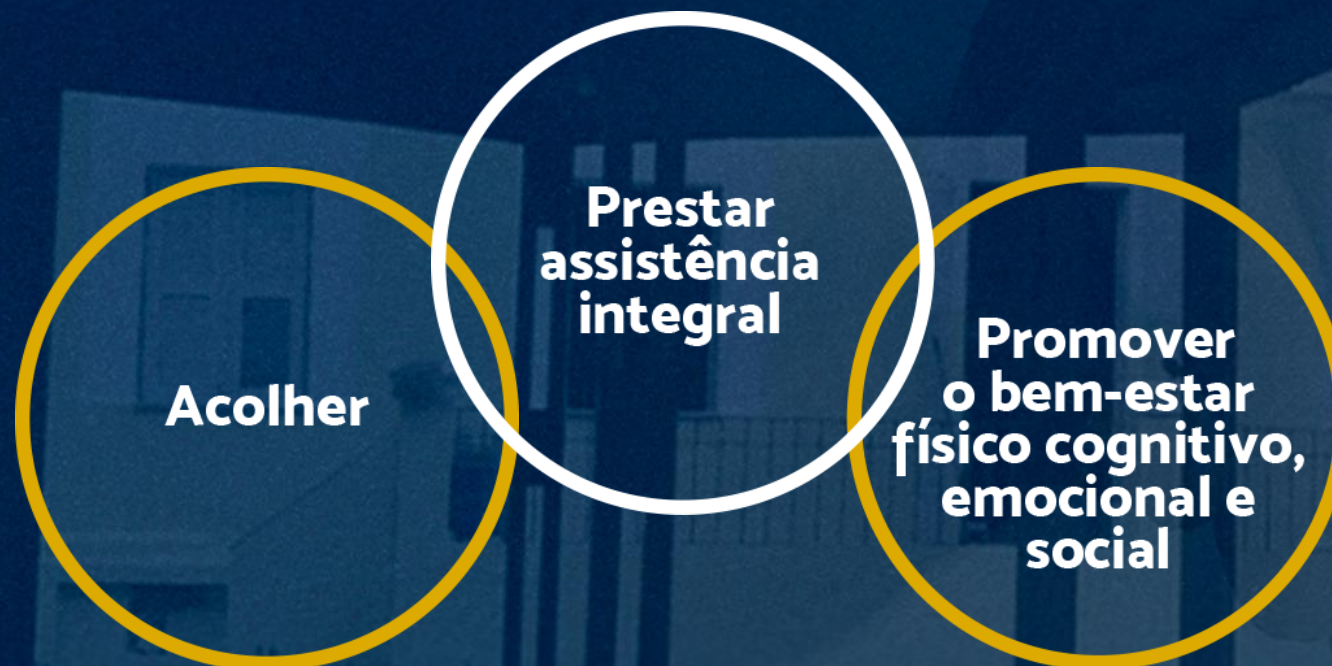 Acolher
Prestar
assistência
integral
Promover
o bem-estar
físico cognitivo,
emocional e
social